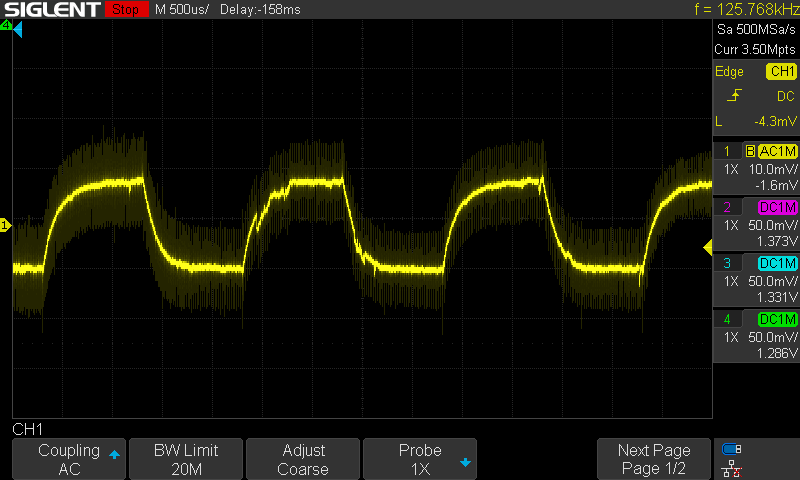 SIGLENT Stop M 500us/ Delay:-158ms f = 125.768kHz
Sa 500MSa/s
Curr 3.50Mpts
Edge CH1
DC
L -4.3mV
1 B AC1M
1X 10.0mV/
-1.6mV
2 DC1M
1X 50.0mV/
1.373V
3 DC1M
1X 50.0mV/
1.331V
4 DC1M
1X 50.0mV/
1.286V
4
1
CH1
Coupling
AC
BW Limit
20M
Adjust
Coarse
Probe
1X
Next Page
Page 1/2